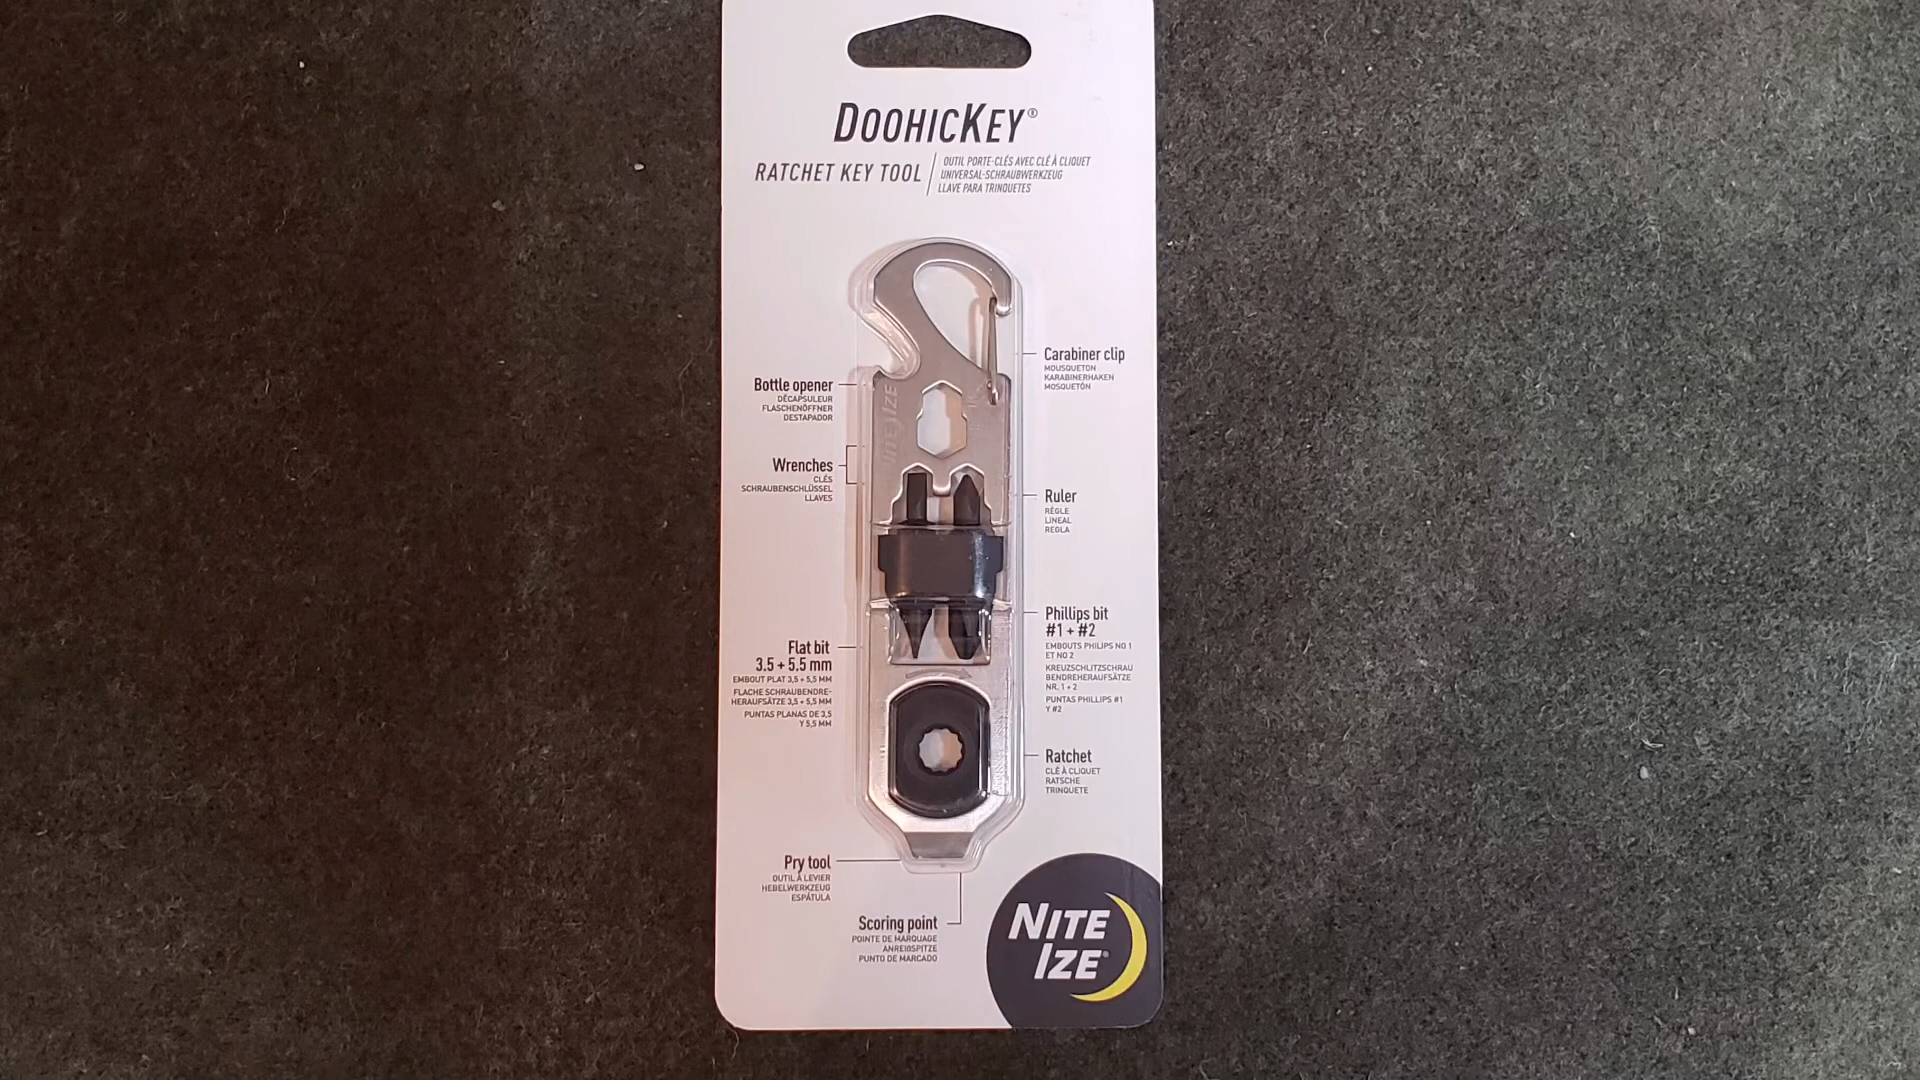 DOOHICKEY®
RATCHET KEY TOOL
OUTIL PORTE-CLÉS AVEC CLÉ À CLIQUET
UNIVERSAL-SCHRAUBWERKZEUG
LLAVE PARA TRINQUETES
Carabiner clip
MOUSQUETON
KARABINERHAKEN
MOSQUETÓN
Bottle opener
DÉCAPSULEUR
FLASCHENÖFFNER
DESTAPADOR
NITE IZE
Wrenches
CLÉS
SCHRAUBENSCHLÜSSEL
LLAVES
Ruler
RÈGLE
LINEAL
REGLA
Phillips bit
#1 + #2
EMBOUTS PHILIPS NO 1
ET NO 2
KREUZSCHLITZSCHRAU
BENDREHERAUFSÄTZE
NR. 1 + 2
PUNTAS PHILLIPS #1
Y #2
Flat bit
3.5 + 5.5 mm
EMBOUT PLAT 3,5 + 5,5 MM
FLACHE SCHRAUBENDRE-
HERAUFSÄTZE 3,5 + 5,5 MM
PUNTAS PLANAS DE 3,5
Y 5,5 MM
Ratchet
CLÉ À CLIQUET
RATSCHE
TRINQUETE
Pry tool
OUTIL À LEVIER
HEBELWERKZEUG
ESPÁTULA
Scoring point
POINTE DE MARQUAGE
ANREIßSPITZE
PUNTO DE MARCADO
NITE
IZE®